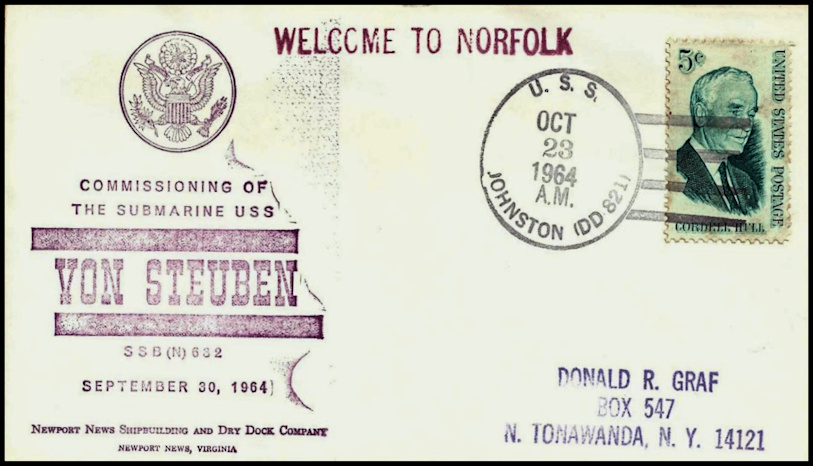 WELCCME TO NORFOLK
COMMISSIONING OF
THE SUBMARINE USS
VON STEUBEN
SSB(N) 632
SEPTEMBER 30, 1964
NEWPORT NEWS SHIPBUILDING AND DRY DOCK COMPANY
NEWPORT NEWS, VIRGINIA
U. S. S.
OCT
23
1964
A.M.
JOHNSTON (DD 821)
5¢
UNITED STATES POSTAGE
CORDELL HULL
DONALD R. GRAF
BOX 547
N. TONAWANDA, N. Y. 14121